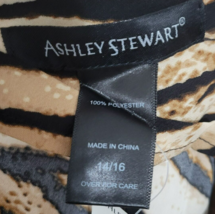 ASHLEY STEWART®
100% POLYESTER
MADE IN CHINA
14/16
OVER FOR CARE